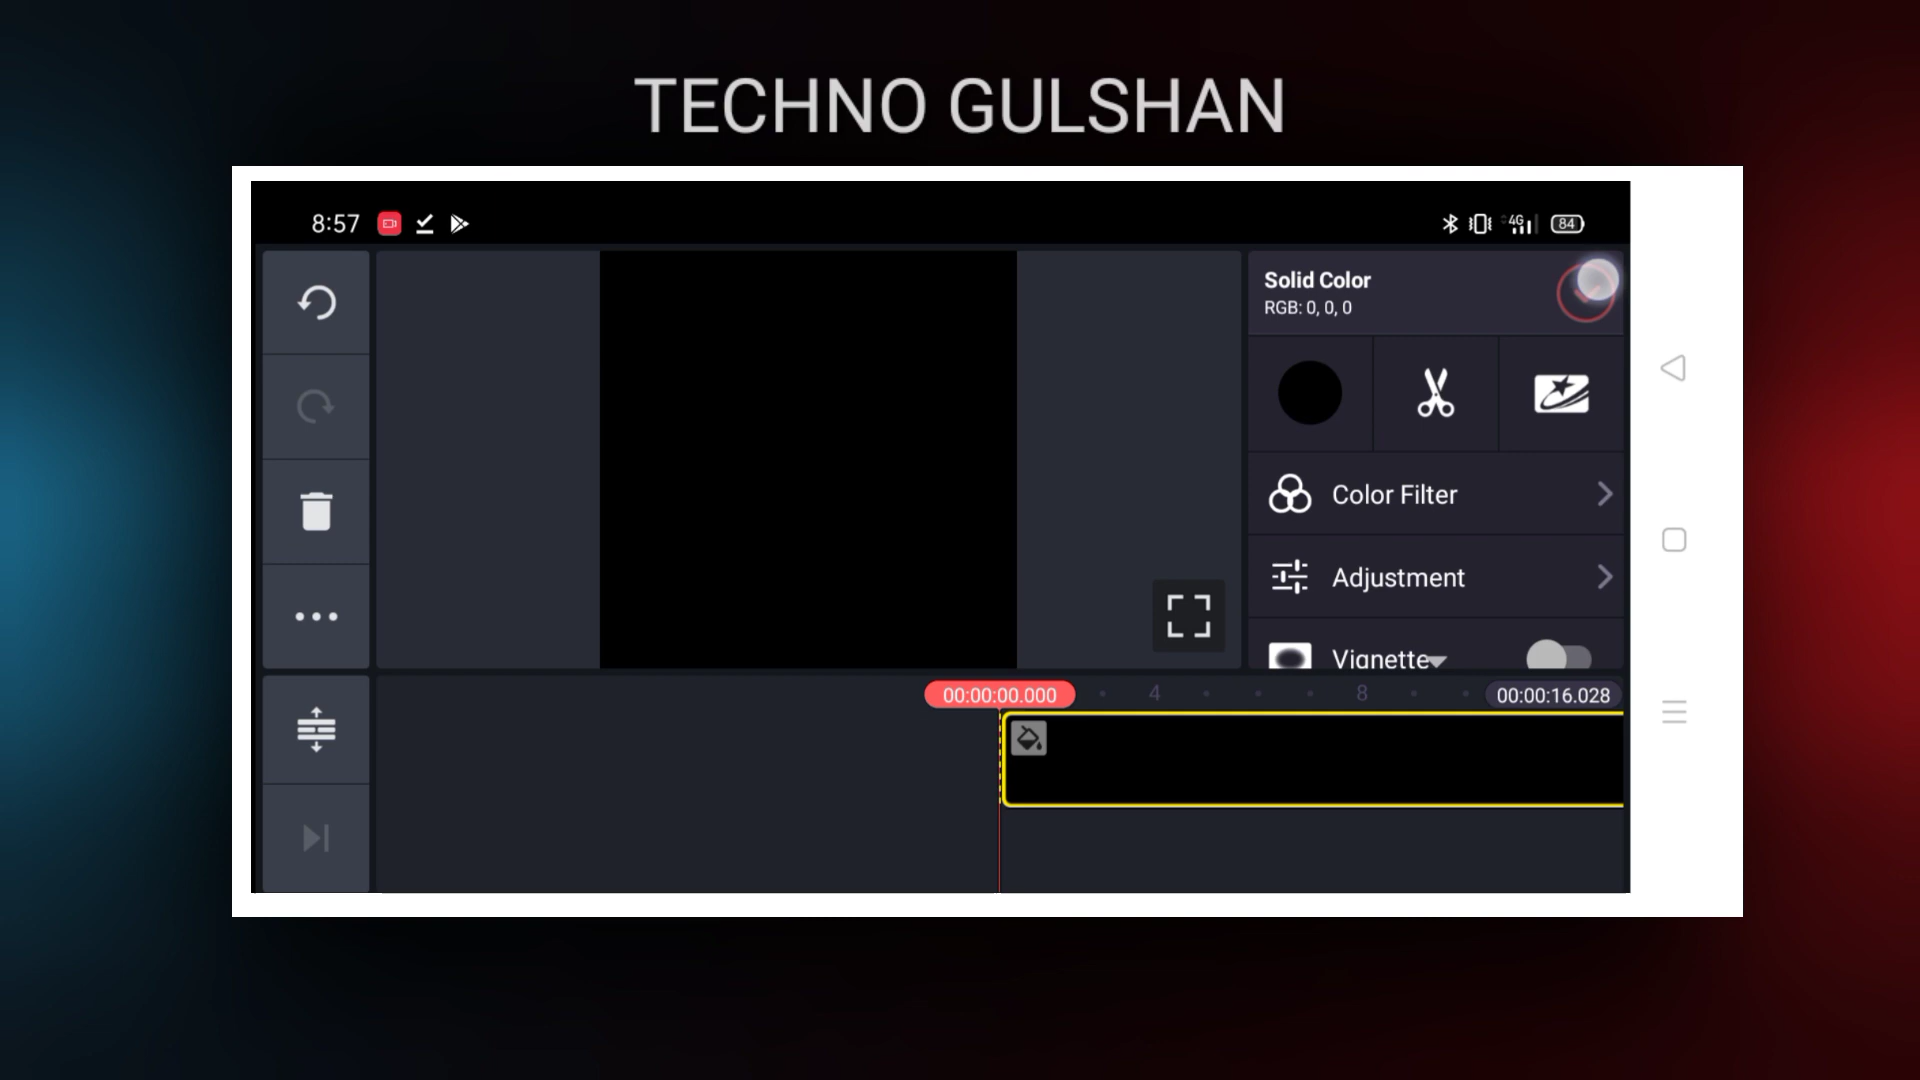 TECHNO GULSHAN
8:57
4G
84
Solid Color
RGB: 0, 0, 0
Color Filter
Adjustment
Vignette
00:00:00.000
4
8
00:00:16.028